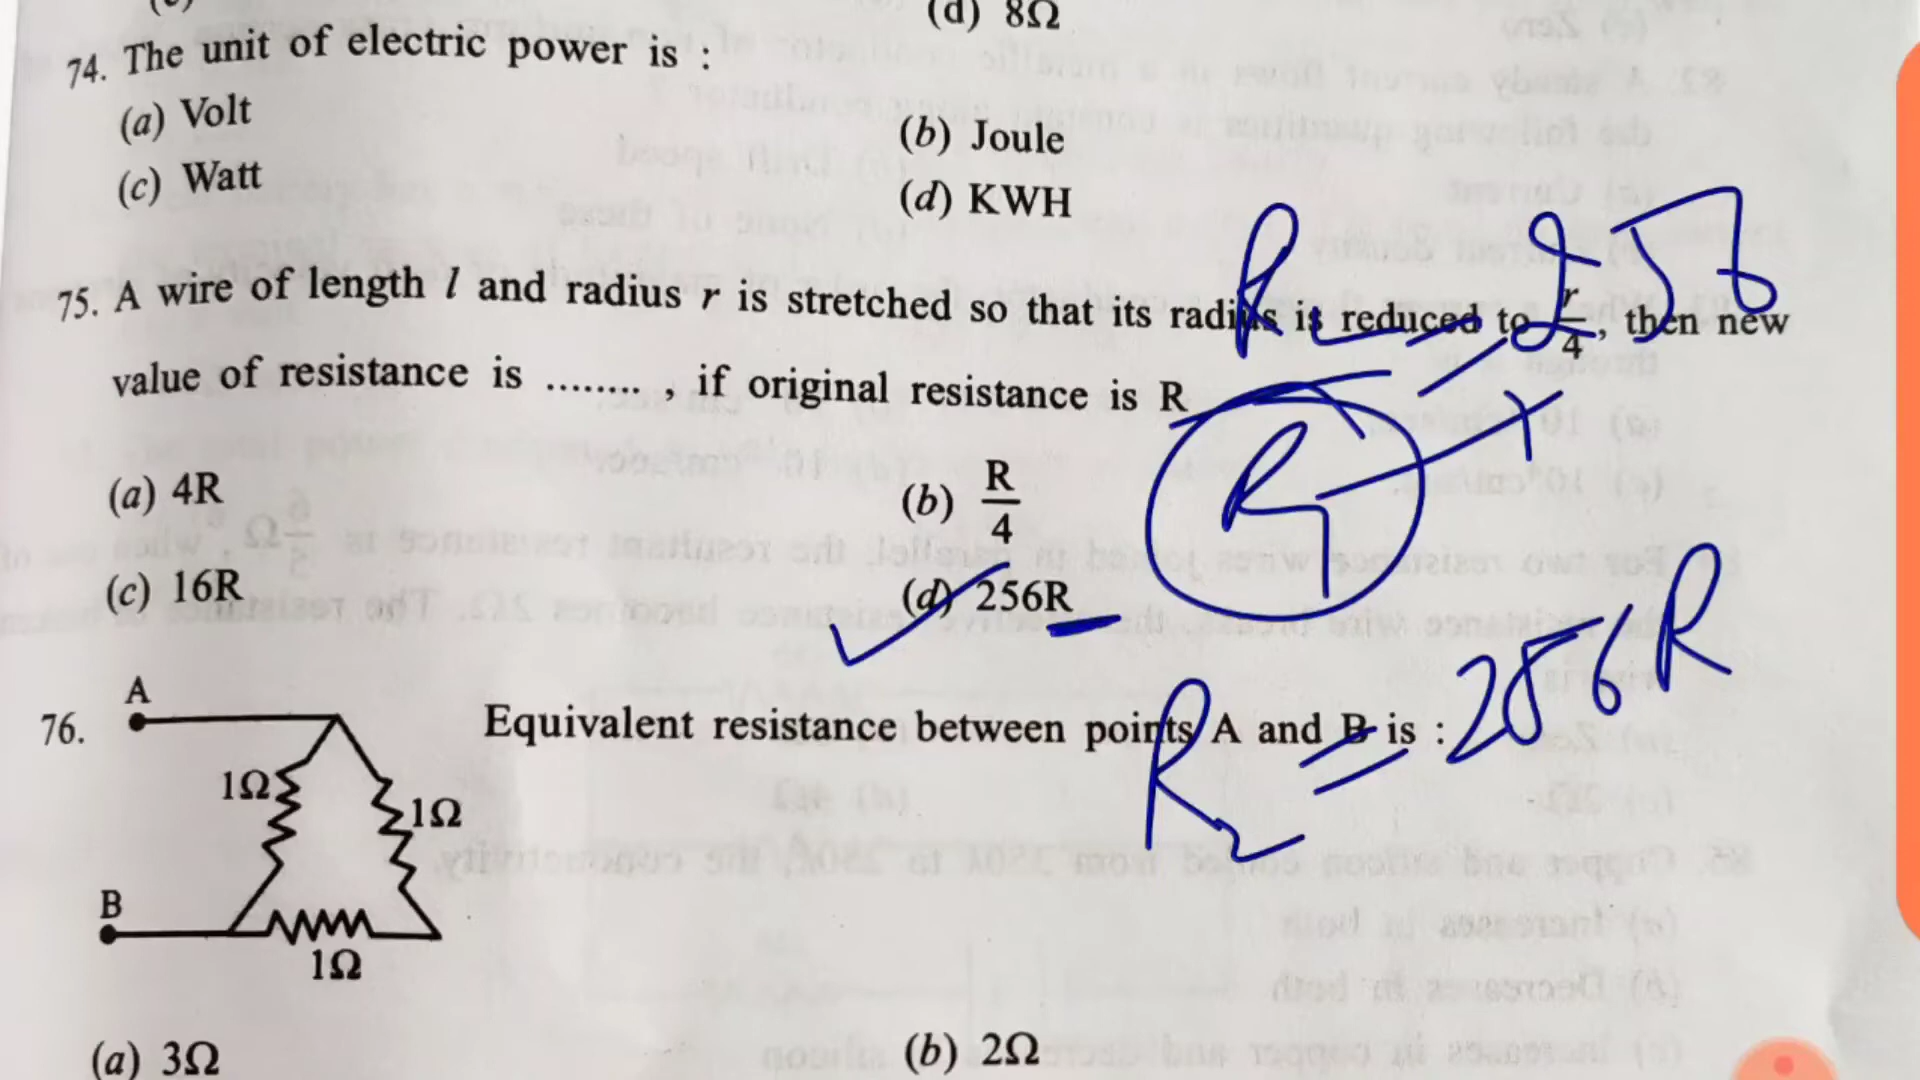 (d) 8Ω
74. The unit of electric power is :
(a) Volt
(b) Joule
(c) Watt
(d) KWH
75. A wire of length l and radius r is stretched so that its radius is reduced to r/4, then new
value of resistance is ........ , if original resistance is R
(a) 4R
(b) R/4
(c) 16R
(d) 256R
R2 = 256R
76.
Equivalent resistance between points A and B is :
A
1Ω
1Ω
B
1Ω
(a) 3Ω
(b) 2Ω